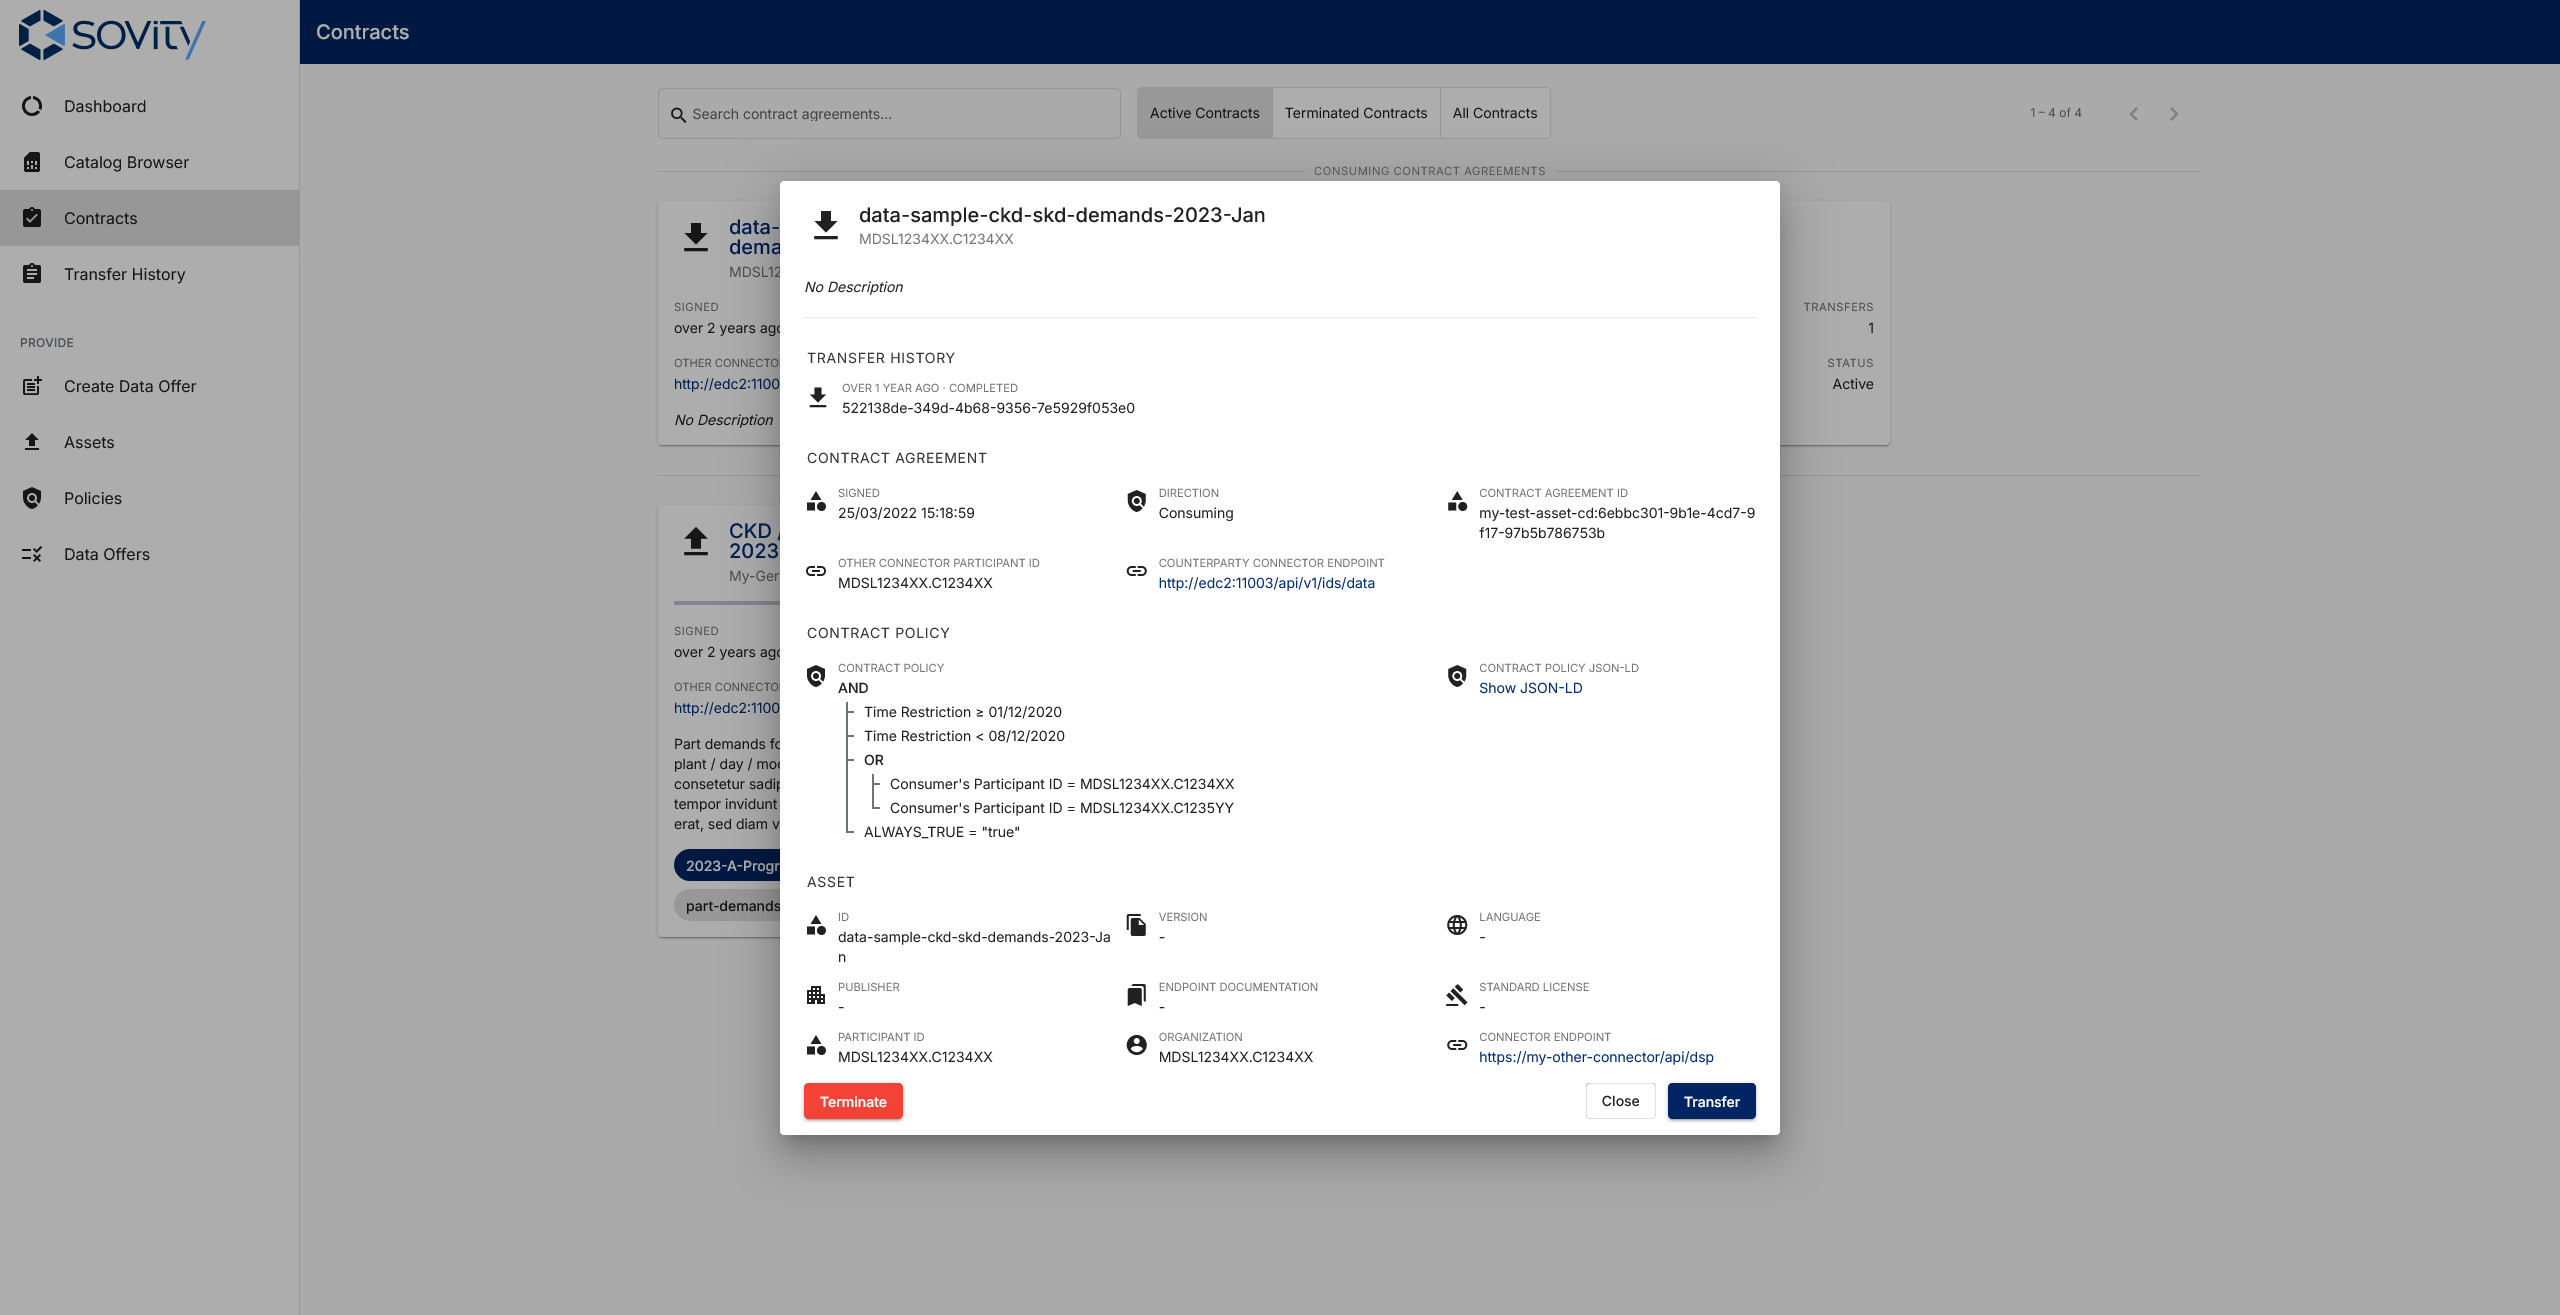 sovity
Contracts
Dashboard
Catalog Browser
Contracts
Transfer History
PROVIDE
Create Data Offer
Assets
Policies
Data Offers
Search contract agreements...
Active Contracts
Terminated Contracts
All Contracts
1 – 4 of 4
CONSUMING CONTRACT AGREEMENTS
data-
dema
MDSL12
SIGNED
over 2 years ago
OTHER CONNECTO
http://edc2:1100
No Description
TRANSFERS
1
STATUS
Active
CKD
2023
My-Ger
SIGNED
over 2 years ago
OTHER CONNECTO
http://edc2:1100
Part demands fo
plant / day / mod
consetetur sadip
tempor invidunt
erat, sed diam v
2023-A-Progr
part-demands
data-sample-ckd-skd-demands-2023-Jan
MDSL1234XX.C1234XX
No Description
TRANSFER HISTORY
OVER 1 YEAR AGO · COMPLETED
522138de-349d-4b68-9356-7e5929f053e0
CONTRACT AGREEMENT
SIGNED
25/03/2022 15:18:59
DIRECTION
Consuming
CONTRACT AGREEMENT ID
my-test-asset-cd:6ebbc301-9b1e-4cd7-9
f17-97b5b786753b
OTHER CONNECTOR PARTICIPANT ID
MDSL1234XX.C1234XX
COUNTERPARTY CONNECTOR ENDPOINT
http://edc2:11003/api/v1/ids/data
CONTRACT POLICY
CONTRACT POLICY
AND
Time Restriction ≥ 01/12/2020
Time Restriction < 08/12/2020
OR
Consumer's Participant ID = MDSL1234XX.C1234XX
Consumer's Participant ID = MDSL1234XX.C1235YY
ALWAYS_TRUE = "true"
CONTRACT POLICY JSON-LD
Show JSON-LD
ASSET
ID
data-sample-ckd-skd-demands-2023-Ja
n
VERSION
-
LANGUAGE
-
PUBLISHER
-
ENDPOINT DOCUMENTATION
-
STANDARD LICENSE
-
PARTICIPANT ID
MDSL1234XX.C1234XX
ORGANIZATION
MDSL1234XX.C1234XX
CONNECTOR ENDPOINT
https://my-other-connector/api/dsp
Terminate
Close
Transfer